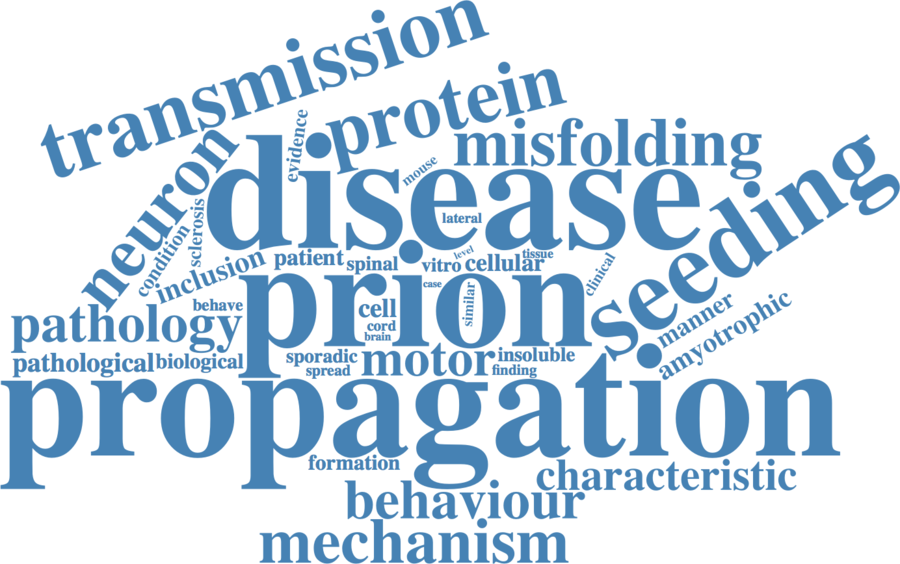 transmission
protein
evidence
misfolding
neuron
disease
mouse
seeding
sclerosis
lateral
condition
inclusion
patient
spinal
vitro
level
cellular
tissue
clinical
prion
case
similar
behave
cell
cord
brain
manner
amyotrophic
pathology
pathological
biological
sporadic
spread
motor
insoluble
finding
propagation
formation
characteristic
behaviour
mechanism